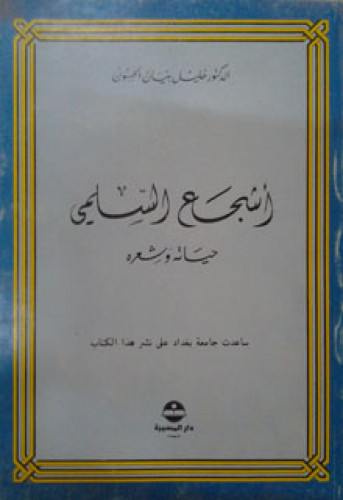 الدكتور خليل بنيان الحسون
أشجع السلمي
حياته وشعره
ساعدت جامعة بغداد على نشر هذا الكتاب
دار المسيرة